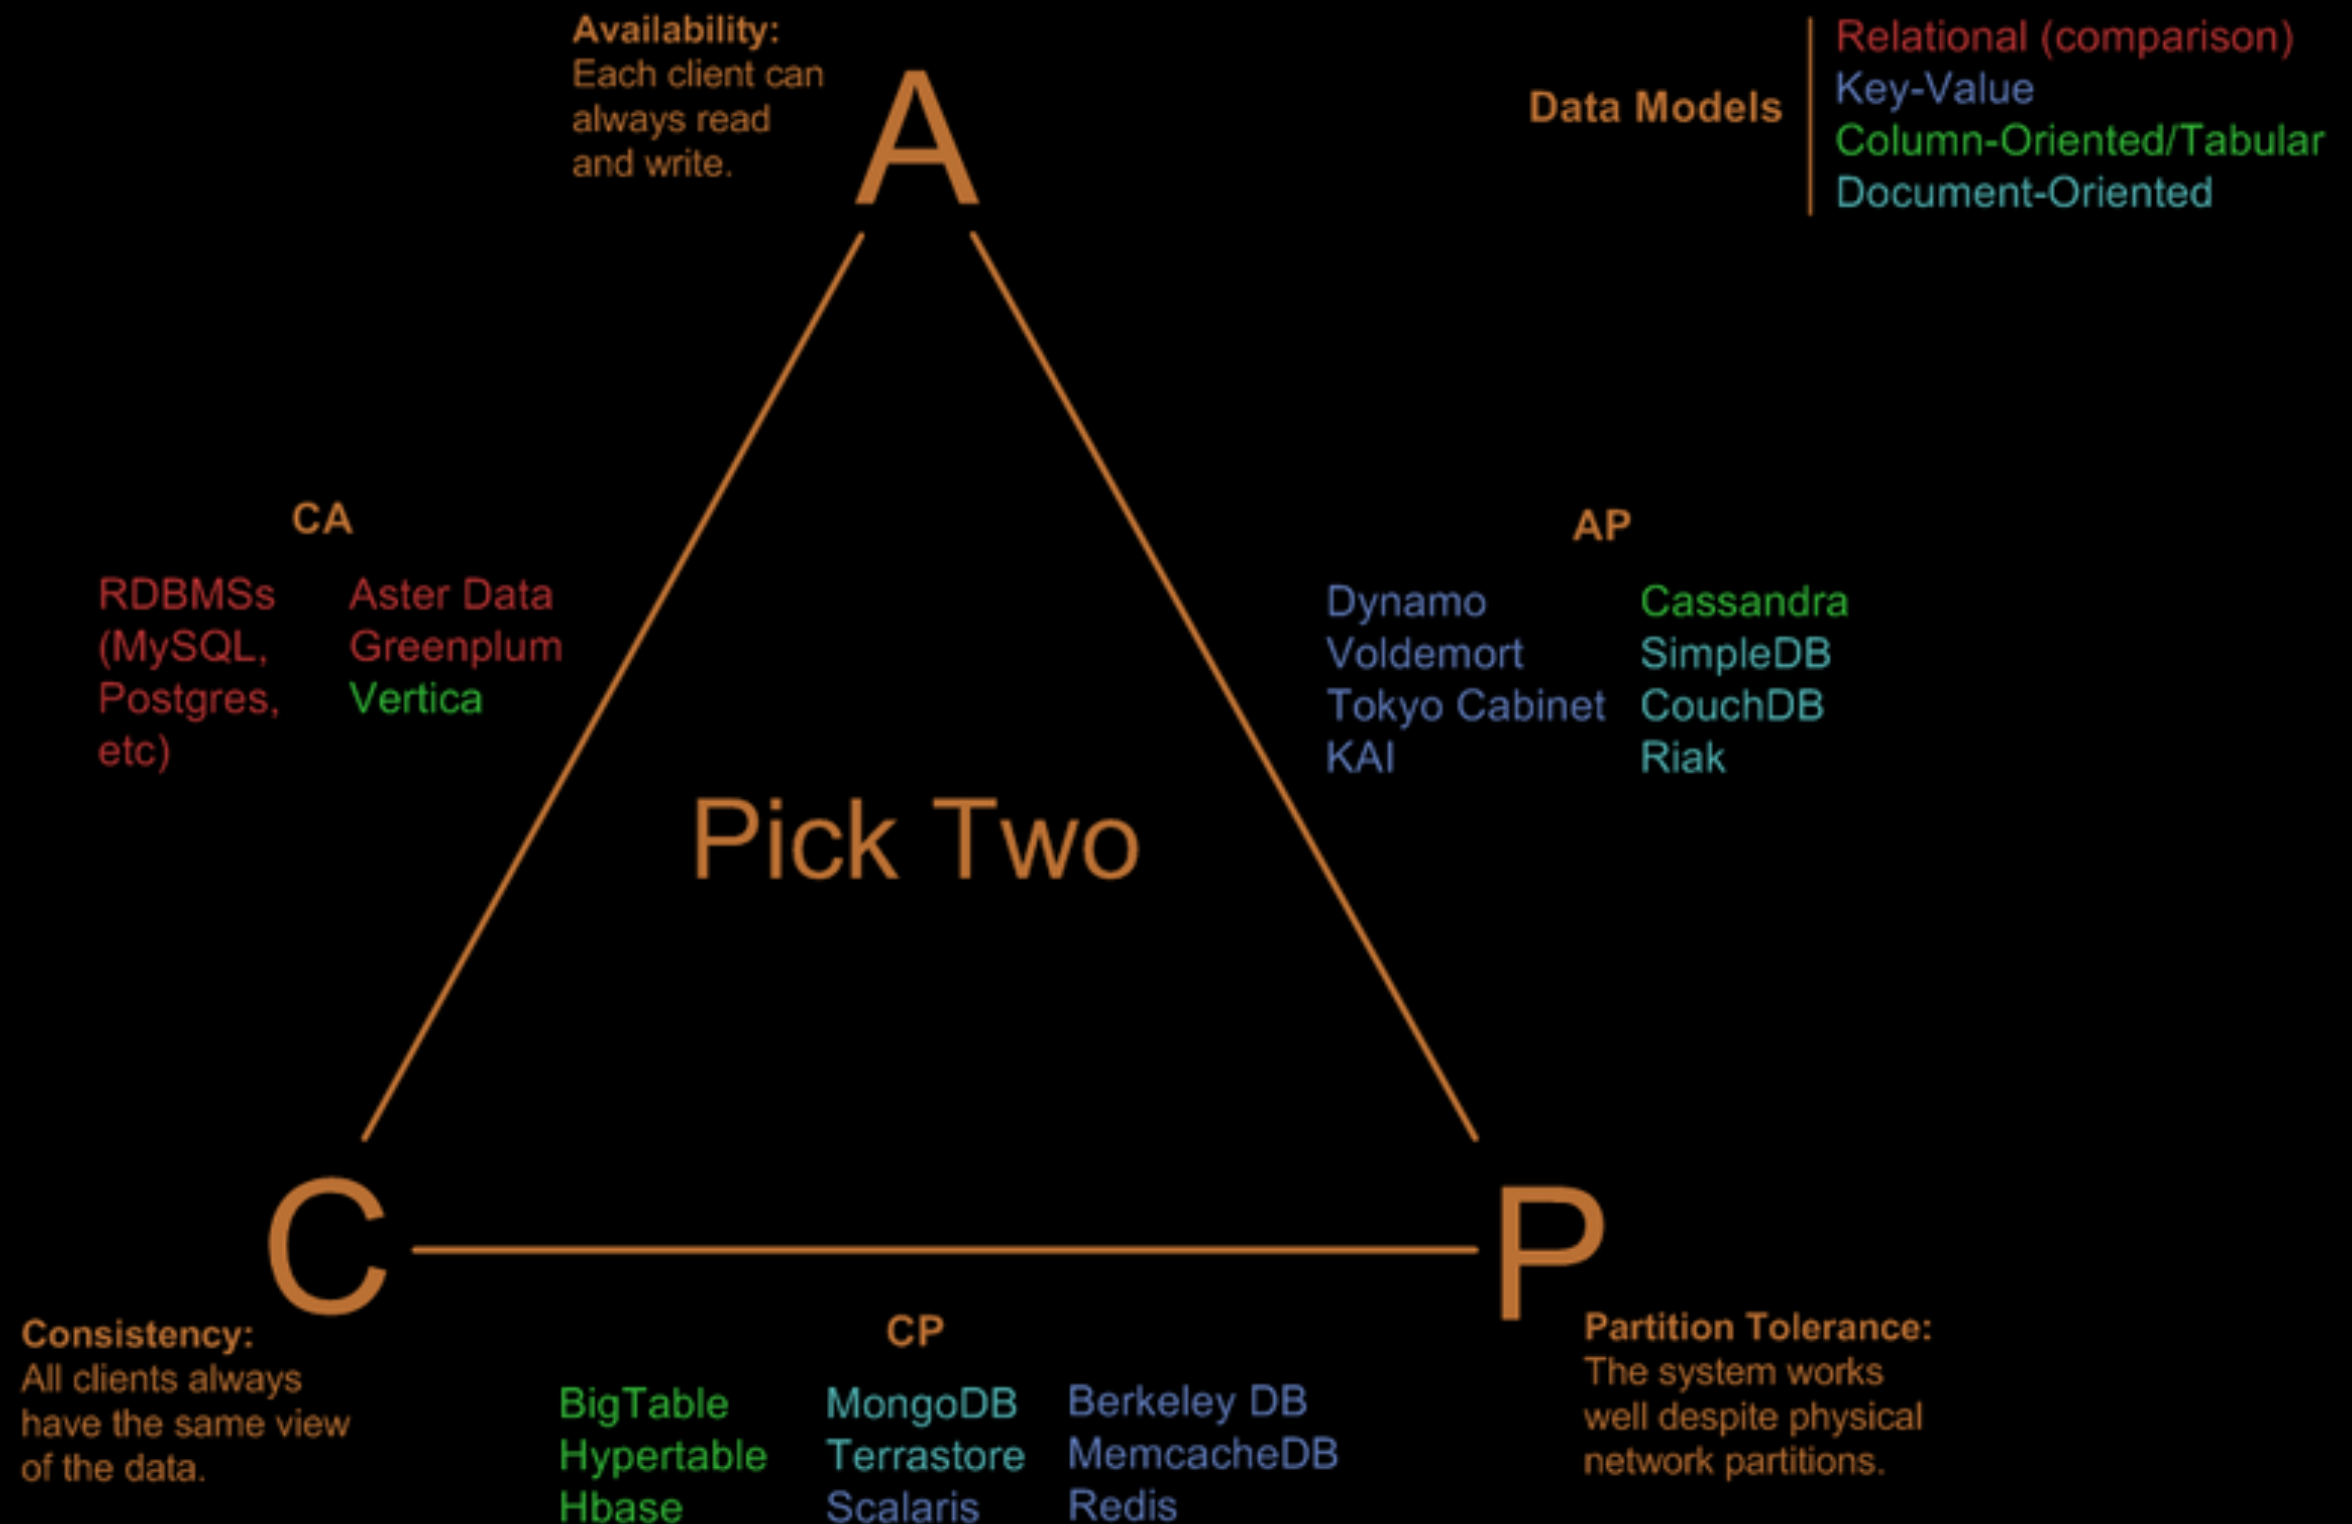 Availability:
Each client can
always read
and write.
A
Data Models
Relational (comparison)
Key-Value
Column-Oriented/Tabular
Document-Oriented
CA
RDBMSs
(MySQL,
Postgres,
etc)
Aster Data
Greenplum
Vertica
AP
Dynamo
Voldemort
Tokyo Cabinet
KAI
Cassandra
SimpleDB
CouchDB
Riak
Pick Two
C
P
Consistency:
All clients always
have the same view
of the data.
CP
BigTable
Hypertable
Hbase
MongoDB
Terrastore
Scalaris
Berkeley DB
MemcacheDB
Redis
Partition Tolerance:
The system works
well despite physical
network partitions.